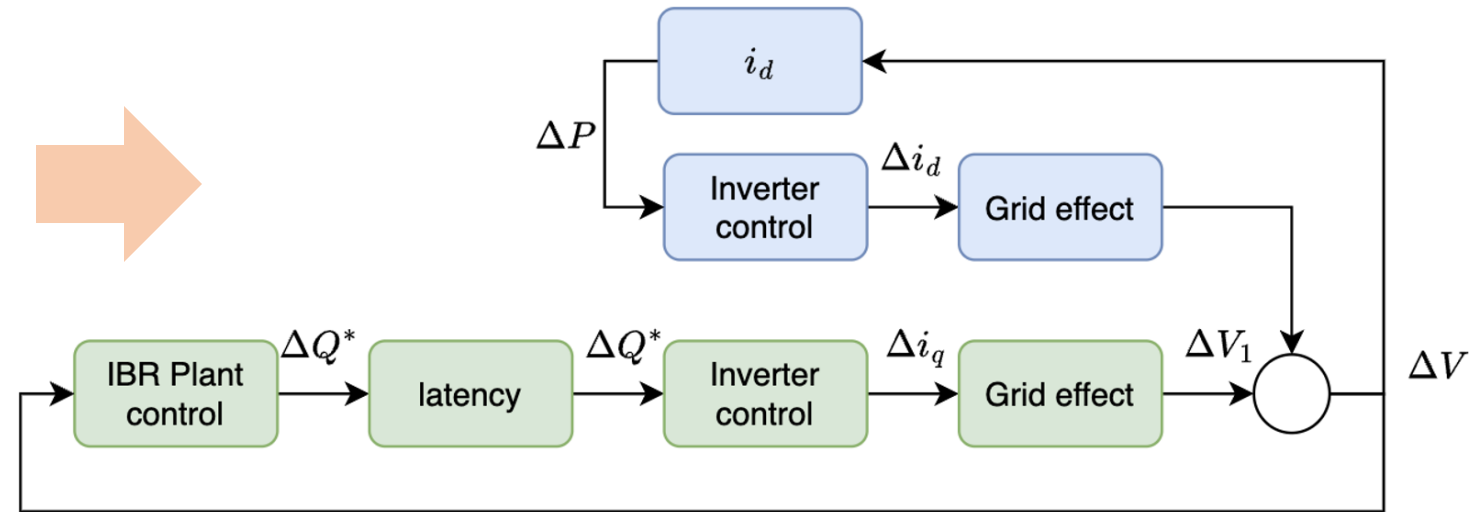 i_d
ΔP
Inverter
control
Δi_d
Grid effect
IBR Plant
control
ΔQ*
latency
ΔQ*
Inverter
control
Δi_q
Grid effect
ΔV₁
ΔV